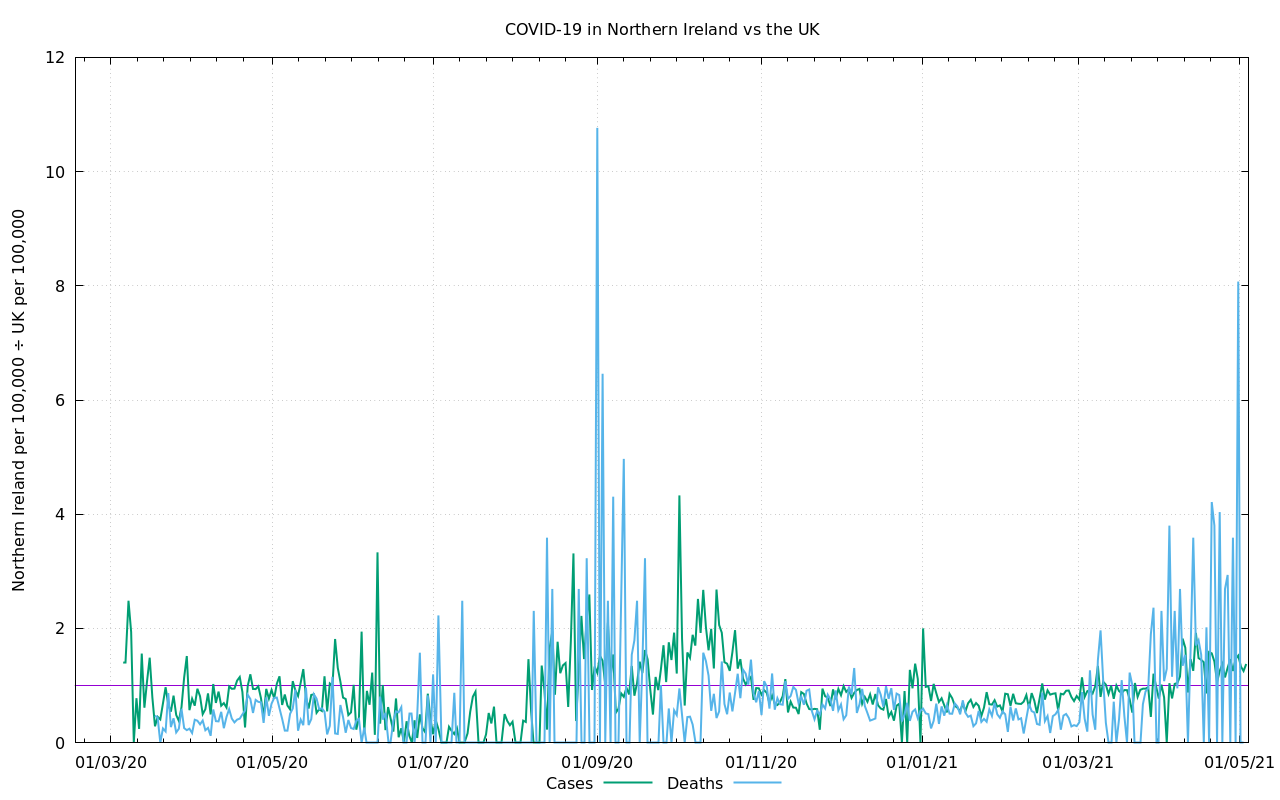 COVID-19 in Northern Ireland vs the UK
Northern Ireland per 100,000 ÷ UK per 100,000
12
10
8
6
4
2
0
01/03/20 01/05/20 01/07/20 01/09/20 01/11/20 01/01/21 01/03/21 01/05/21
Cases Deaths